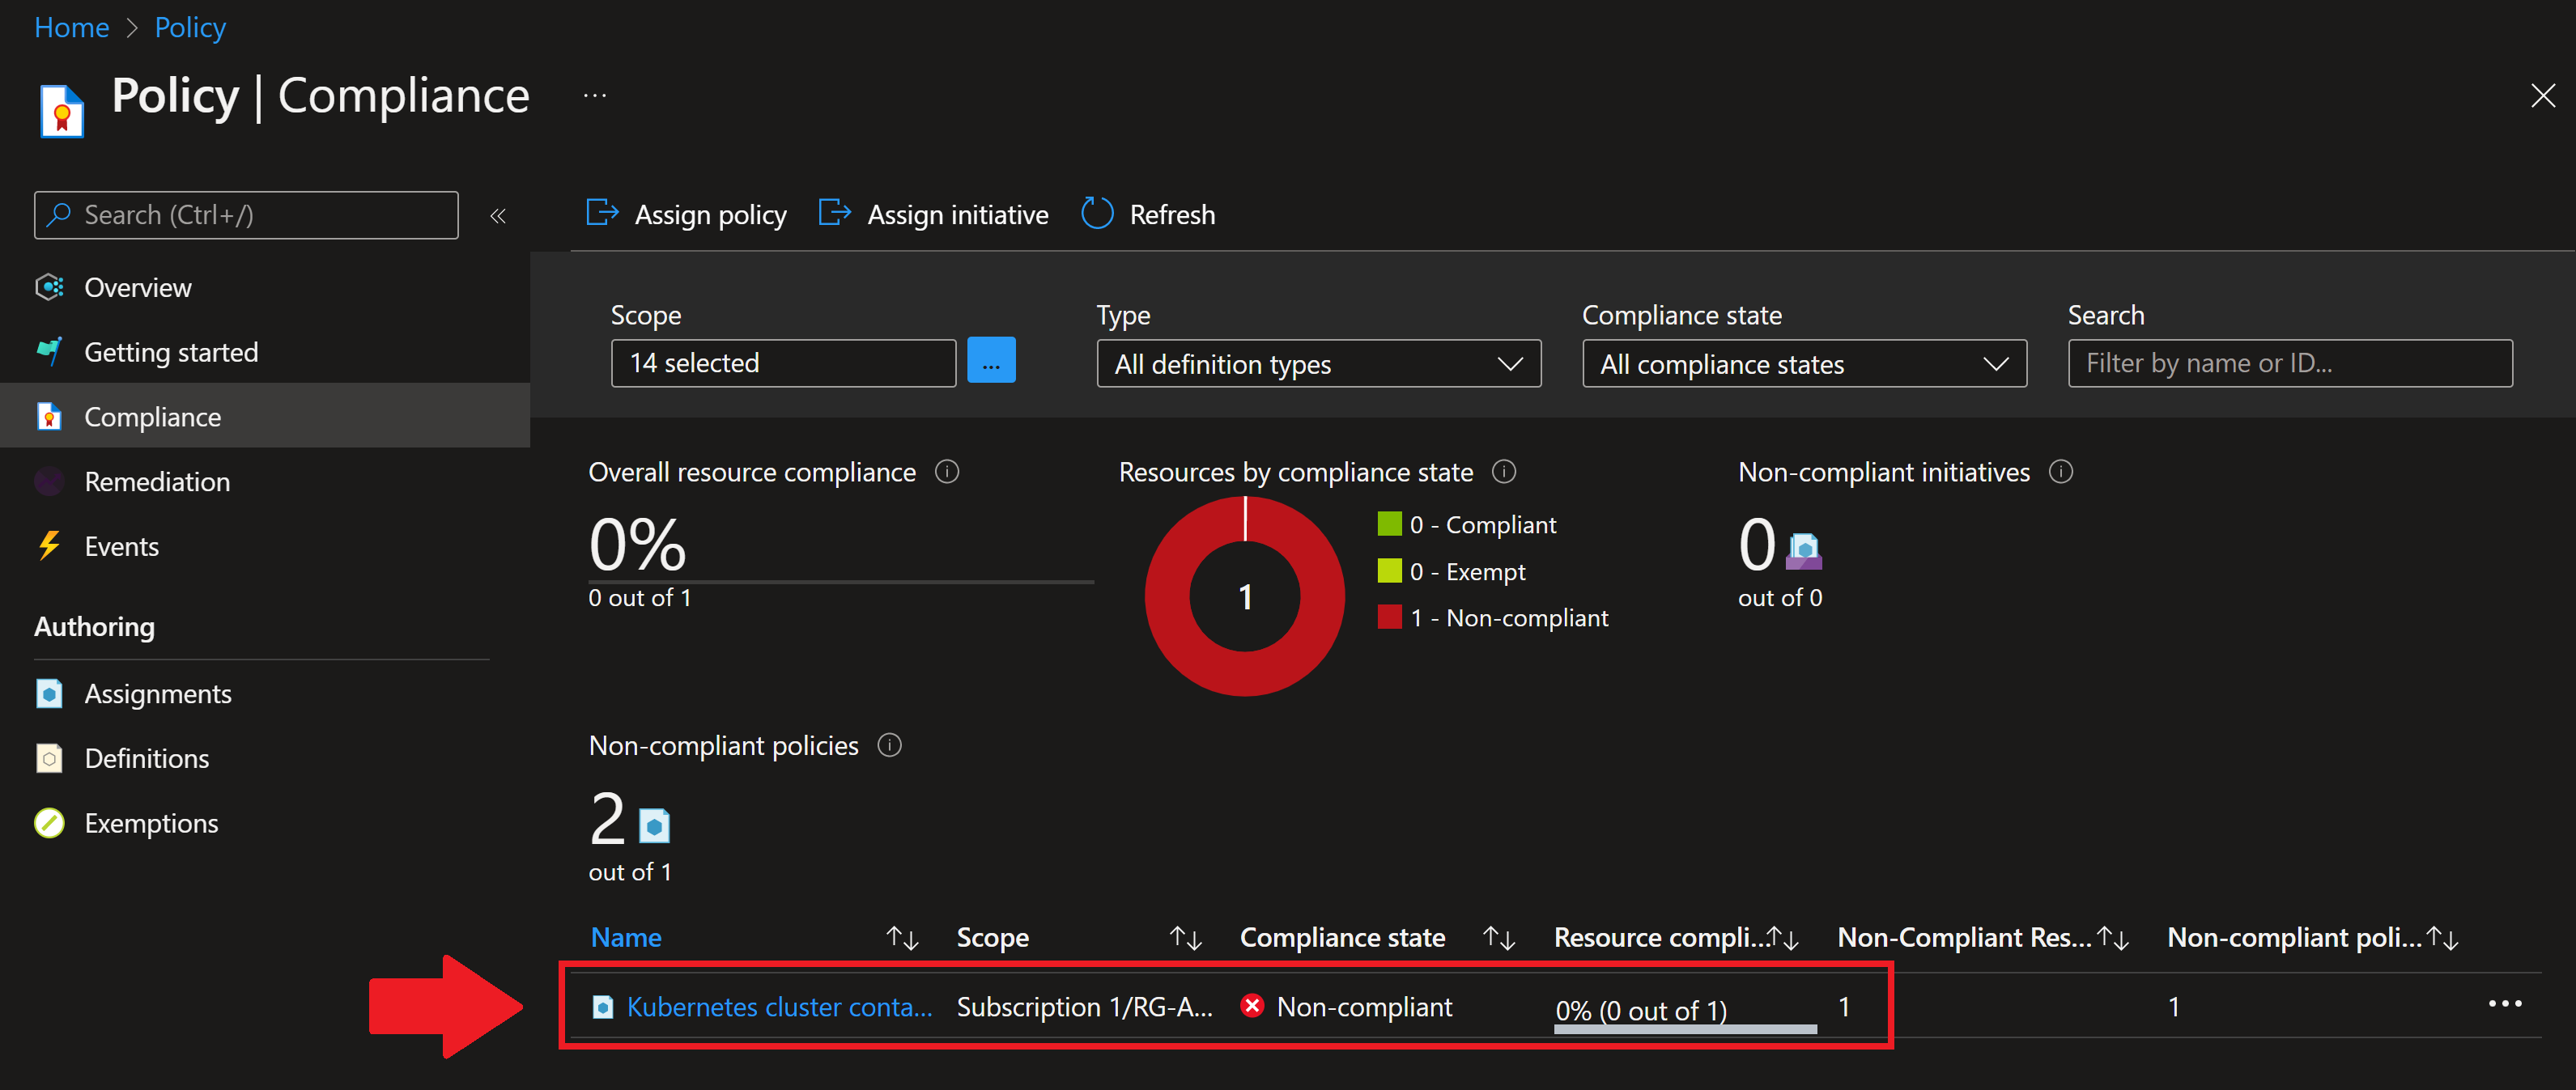 Home > Policy
Policy | Compliance ...
Search (Ctrl+/) «
Overview
Getting started
Compliance
Remediation
Events
Authoring
Assignments
Definitions
Exemptions
Assign policy Assign initiative Refresh
Scope Type Compliance state Search
14 selected ... All definition types All compliance states Filter by name or ID...
Overall resource compliance Resources by compliance state Non-compliant initiatives
0%
0 out of 1
1
0 - Compliant
0 - Exempt
1 - Non-compliant
0
out of 0
Non-compliant policies
2
out of 1
Name Scope Compliance state Resource compli... Non-Compliant Res... Non-compliant poli...
Kubernetes cluster conta... Subscription 1/RG-A... Non-compliant 0% (0 out of 1) 1 1 ...